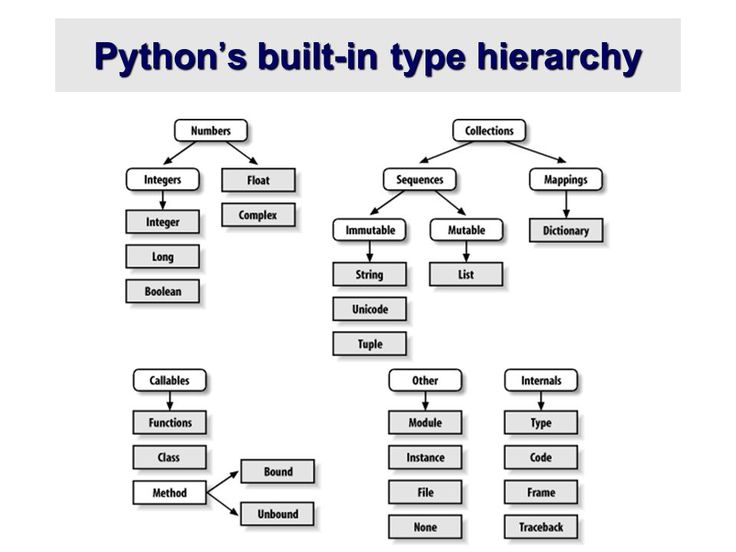 Python's built-in type hierarchy
Numbers
Integers
Float
Integer
Complex
Long
Boolean
Collections
Sequences
Mappings
Immutable
Mutable
Dictionary
String
List
Unicode
Tuple
Callables
Functions
Class
Method
Bound
Unbound
Other
Module
Instance
File
None
Internals
Type
Code
Frame
Traceback